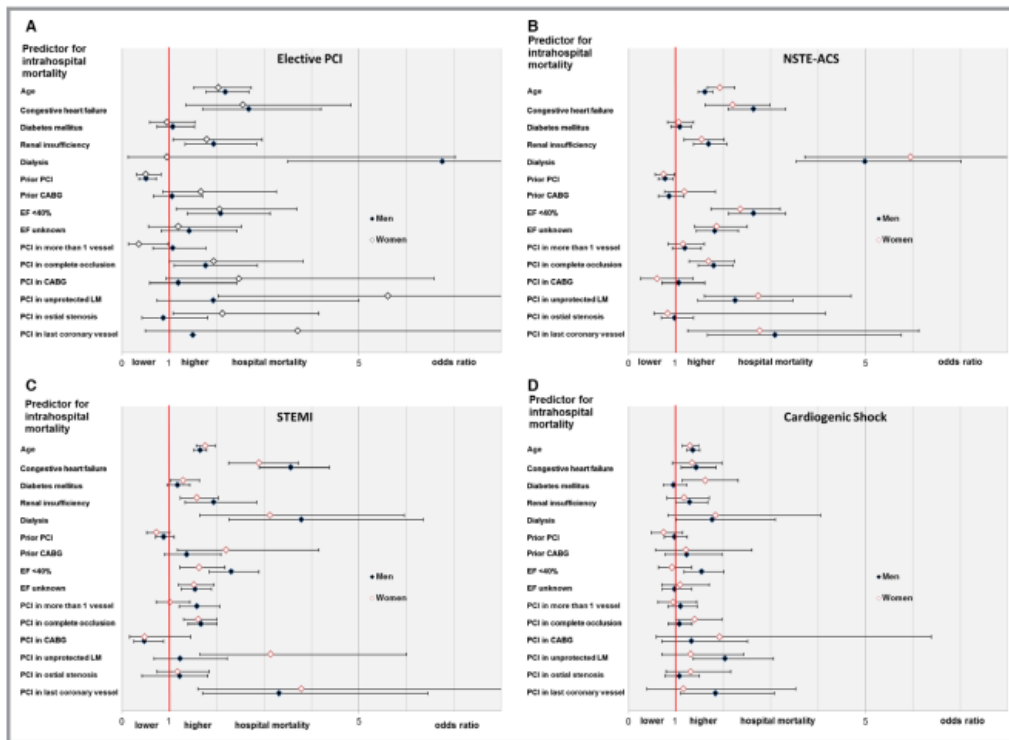 A
Predictor for
intrahospital
mortality
Elective PCI
Age
Congestive heart failure
Diabetes mellitus
Renal insufficiency
Dialysis
Prior PCI
Prior CABG
EF <40%
EF unknown
PCI in more than 1 vessel
PCI in complete occlusion
PCI in CABG
PCI in unprotected LM
PCI in ostial stenosis
PCI in last coronary vessel
Men
Women
0 lower 1 higher hospital mortality 5 odds ratio
B
Predictor for
intrahospital
mortality
NSTE-ACS
Age
Congestive heart failure
Diabetes mellitus
Renal insufficiency
Dialysis
Prior PCI
Prior CABG
EF <40%
EF unknown
PCI in more than 1 vessel
PCI in complete occlusion
PCI in CABG
PCI in unprotected LM
PCI in ostial stenosis
PCI in last coronary vessel
Men
Women
0 lower 1 higher hospital mortality 5 odds ratio
C
Predictor for
intrahospital
mortality
STEMI
Age
Congestive heart failure
Diabetes mellitus
Renal insufficiency
Dialysis
Prior PCI
Prior CABG
EF <40%
EF unknown
PCI in more than 1 vessel
PCI in complete occlusion
PCI in CABG
PCI in unprotected LM
PCI in ostial stenosis
PCI in last coronary vessel
Men
Women
0 lower 1 higher hospital mortality 5 odds ratio
D
Predictor for
intrahospital
mortality
Cardiogenic Shock
Age
Congestive heart failure
Diabetes mellitus
Renal insufficiency
Dialysis
Prior PCI
Prior CABG
EF <40%
EF unknown
PCI in more than 1 vessel
PCI in complete occlusion
PCI in CABG
PCI in unprotected LM
PCI in ostial stenosis
PCI in last coronary vessel
Men
Women
0 lower 1 higher hospital mortality 5 odds ratio